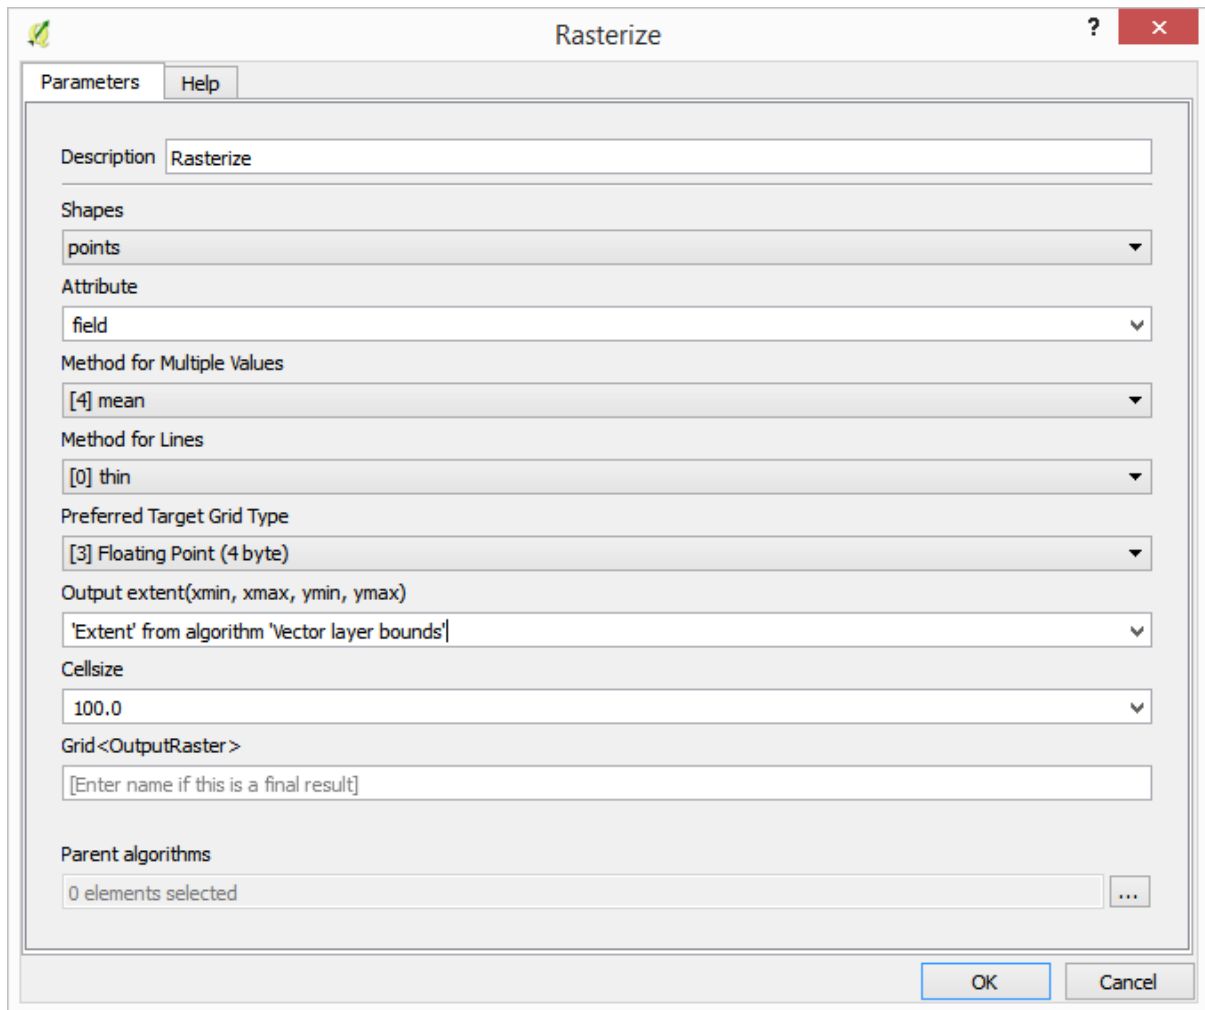 Rasterize
?
Parameters Help
Description Rasterize
Shapes
points
Attribute
field
Method for Multiple Values
[4] mean
Method for Lines
[0] thin
Preferred Target Grid Type
[3] Floating Point (4 byte)
Output extent(xmin, xmax, ymin, ymax)
'Extent' from algorithm 'Vector layer bounds'
Cellsize
100.0
Grid<OutputRaster>
[Enter name if this is a final result]
Parent algorithms
0 elements selected
...
OK Cancel